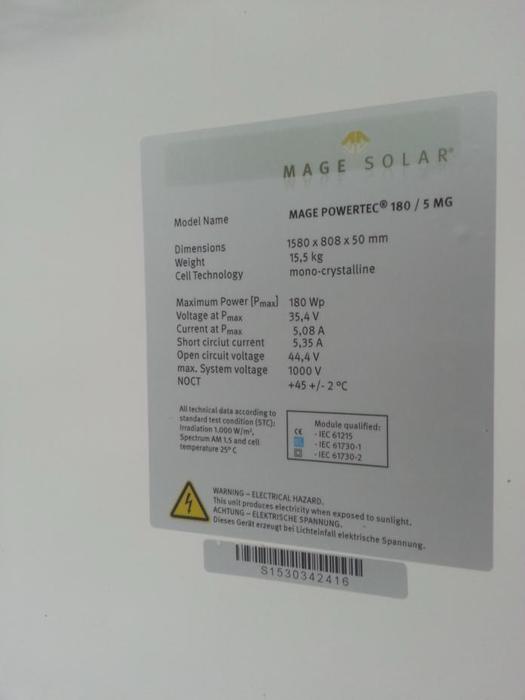 MAGE SOLAR®
Model Name MAGE POWERTEC® 180 / 5 MG
Dimensions 1580 x 808 x 50 mm
Weight 15,5 kg
Cell Technology mono-crystalline
Maximum Power [Pmax] 180 Wp
Voltage at Pmax 35,4 V
Current at Pmax 5,08 A
Short circiut current 5,35 A
Open circuit voltage 44,4 V
max. System voltage 1000 V
NOCT +45 +/- 2 °C
All technical data according to
standard test condition (STC):
Irradiation 1.000 W/m²,
Spectrum AM 1,5 and cell
temperature 25° C
Module qualified:
CE - IEC 61215
- IEC 61730-1
- IEC 61730-2
WARNING – ELECTRICAL HAZARD.
This unit produces electricity when exposed to sunlight.
ACHTUNG – ELEKTRISCHE SPANNUNG.
Dieses Gerät erzeugt bei Lichteinfall elektrische Spannung.
S1530342416